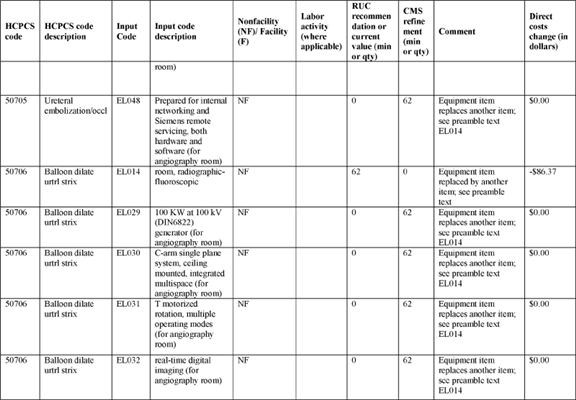 HCPCS code | HCPCS code description | Input Code | Input code description | Nonfacility (NF)/ Facility (F) | Labor activity (where applicable) | RUC recommen dation or current value (min or qty) | CMS refine ment (min or qty) | Comment | Direct costs change (in dollars)
room)
50705 | Ureteral embolization/occl | EL048 | Prepared for internal networking and Siemens remote servicing, both hardware and software (for angiography room) | NF | | 0 | 62 | Equipment item replaces another item; see preamble text EL014 | $0.00
50706 | Balloon dilate urtrl strix | EL014 | room, radiographic-fluoroscopic | NF | | 62 | 0 | Equipment item replaced by another item; see preamble text | -$86.37
50706 | Balloon dilate urtrl strix | EL029 | 100 KW at 100 kV (DIN6822) generator (for angiography room) | NF | | 0 | 62 | Equipment item replaces another item; see preamble text EL014 | $0.00
50706 | Balloon dilate urtrl strix | EL030 | C-arm single plane system, ceiling mounted, integrated multispace (for angiography room) | NF | | 0 | 62 | Equipment item replaces another item; see preamble text EL014 | $0.00
50706 | Balloon dilate urtrl strix | EL031 | T motorized rotation, multiple operating modes (for angiography room) | NF | | 0 | 62 | Equipment item replaces another item; see preamble text EL014 | $0.00
50706 | Balloon dilate urtrl strix | EL032 | real-time digital imaging (for angiography room) | NF | | 0 | 62 | Equipment item replaces another item; see preamble text EL014 | $0.00